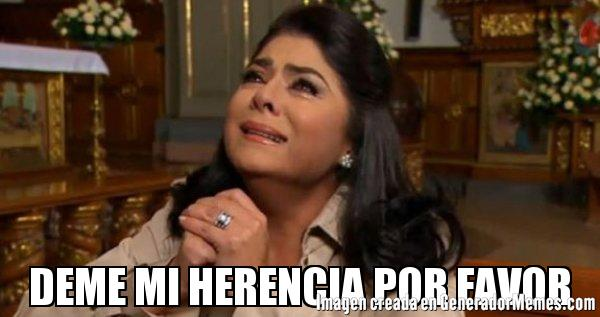 DEME MI HERENCIA POR FAVOR
Imagen creada en GeneradorMemes.com